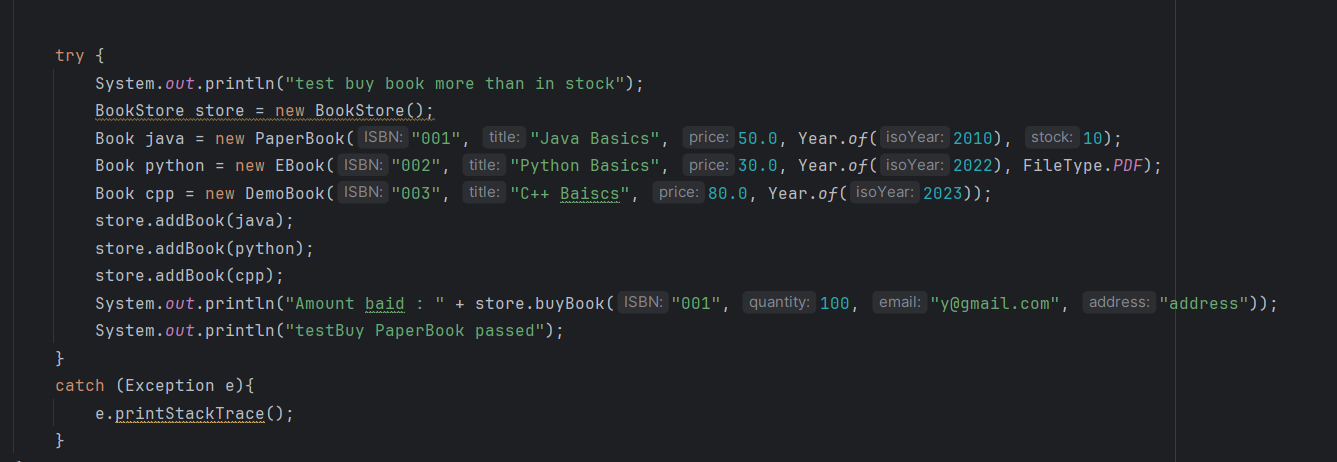 try {
System.out.println("test buy book more than in stock");
BookStore store = new BookStore();
Book java = new PaperBook( ISBN: "001", title: "Java Basics", price: 50.0, Year.of( isoYear: 2010), stock: 10);
Book python = new EBook( ISBN: "002", title: "Python Basics", price: 30.0, Year.of( isoYear: 2022), FileType.PDF);
Book cpp = new DemoBook( ISBN: "003", title: "C++ Baiscs", price: 80.0, Year.of( isoYear: 2023));
store.addBook(java);
store.addBook(python);
store.addBook(cpp);
System.out.println("Amount baid : " + store.buyBook( ISBN: "001", quantity: 100, email: "y@gmail.com", address: "address"));
System.out.println("testBuy PaperBook passed");
}
catch (Exception e){
e.printStackTrace();
}